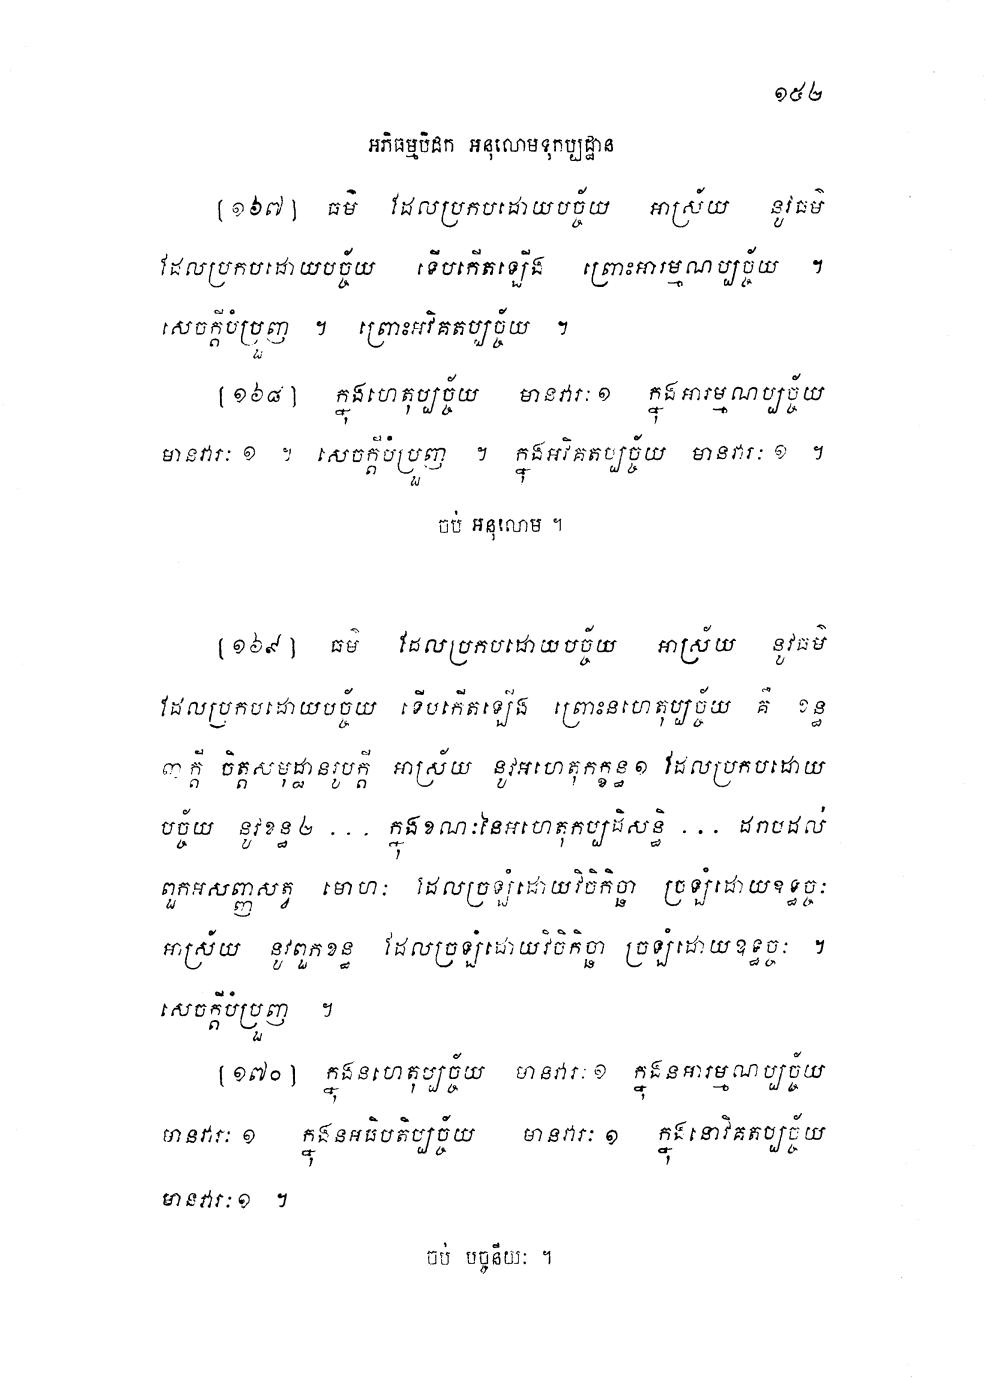 ១៥២
អភិធម្មបិដក អនុលោមទុកប្បដ្ឋាន
[១៦៧] ធម៌ ដែលប្រកបដោយបច្ច័យ អាស្រ័យ នូវធម៌
ដែលប្រកបដោយបច្ច័យ ទើបកើតឡើង ព្រោះអារម្មណប្បច្ច័យ ។
សេចក្តីបំប្រួញ ។ ព្រោះអវិគតប្បច្ច័យ ។
[១៦៨] ក្នុងហេតុប្បច្ច័យ មានវារៈ ១ ក្នុងអារម្មណប្បច្ច័យ
មានវារៈ ១ ។ សេចក្តីបំប្រួញ ។ ក្នុងអវិគតប្បច្ច័យ មានវារៈ ១ ។
ចប់ អនុលោម ។
[១៦៩] ធម៌ ដែលប្រកបដោយបច្ច័យ អាស្រ័យ នូវធម៌
ដែលប្រកបដោយបច្ច័យ ទើបកើតឡើង ព្រោះនហេតុប្បច្ច័យ គឺ ខន្ធ
៣ក្តី ចិត្តសមុដ្ឋានរូបក្តី អាស្រ័យ នូវអហេតុកក្ខន្ធ ១ ដែលប្រកបដោយ
បច្ច័យ នូវខន្ធ ២ ... ក្នុងខណៈនៃអហេតុកប្បដិសន្ធិ ... ដរាបដល់
ពួកអសញ្ញសត្វ មោហៈ ដែលច្រឡំដោយវិចិកិច្ឆា ច្រឡំដោយឧទ្ធច្ចៈ
អាស្រ័យ នូវពួកខន្ធ ដែលច្រឡំដោយវិចិកិច្ឆា ច្រឡំដោយឧទ្ធច្ចៈ ។
សេចក្តីបំប្រួញ ។
[១៧០] ក្នុងនហេតុប្បច្ច័យ មានវារៈ ១ ក្នុងនអារម្មណប្បច្ច័យ
មានវារៈ ១ ក្នុងនអធិបតិប្បច្ច័យ មានវារៈ ១ ក្នុងនោវិគតប្បច្ច័យ
មានវារៈ ១ ។
ចប់ បច្ចនីយៈ ។